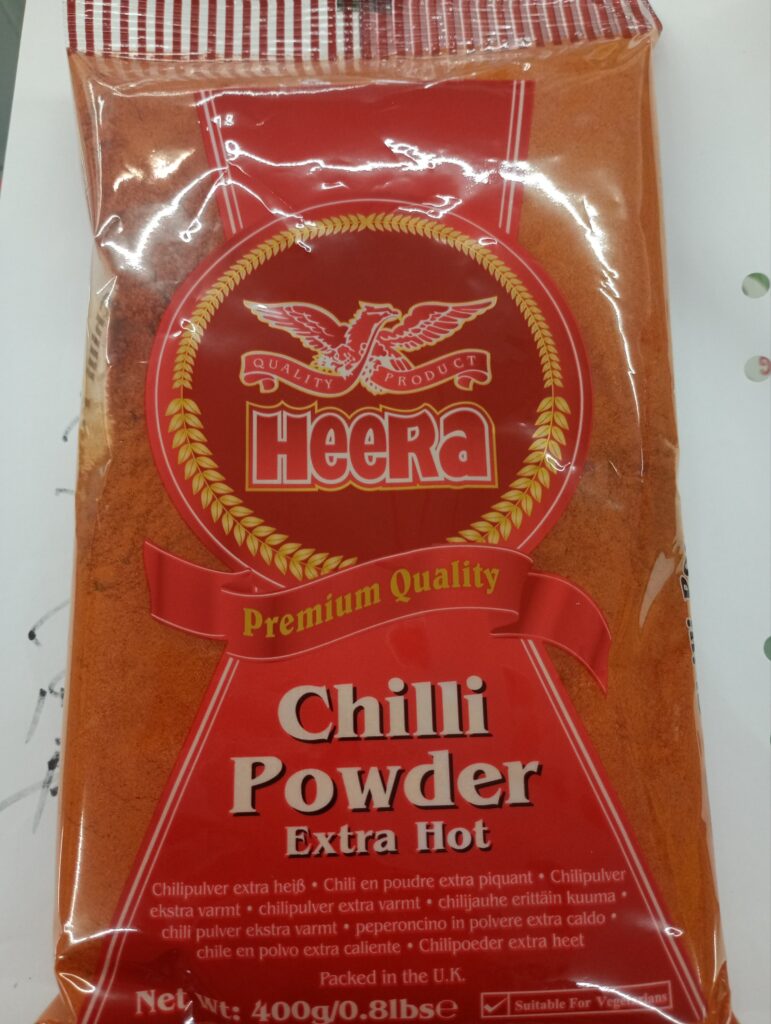 QUALITY PRODUCT
HEERA
Premium Quality
Chilli
Powder
Extra Hot
Chilipulver extra heiß • Chili en poudre extra piquant • Chilipulver
ekstra varmt • chilipulver extra varmt • chilijauhe erittäin kuuma •
chili pulver ekstra varmt • peperoncino in polvere extra caldo •
chile en polvo extra caliente • Chilipoeder extra heet
Packed in the U.K.
Net Wt: 400g/0.8lbs℮
Suitable For Vegetarians